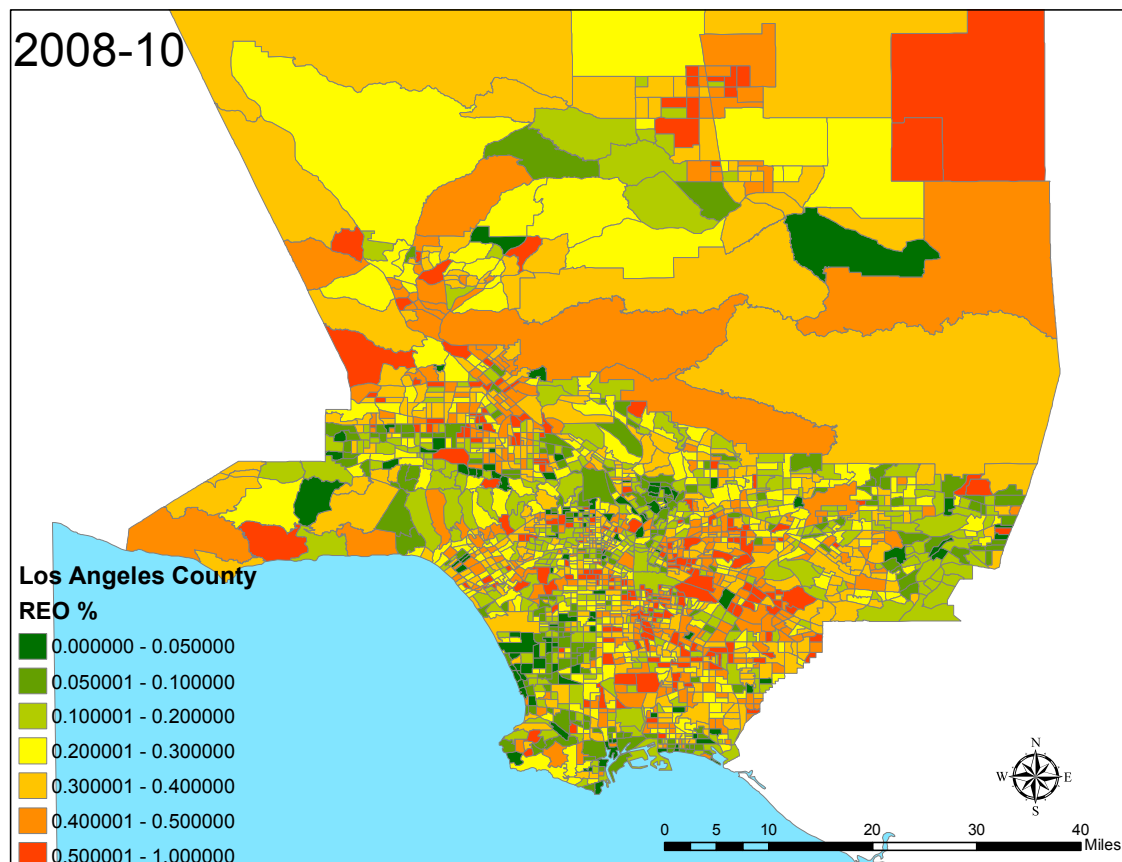 2008-10
Los Angeles County
REO %
0.000000 - 0.050000
0.050001 - 0.100000
0.100001 - 0.200000
0.200001 - 0.300000
0.300001 - 0.400000
0.400001 - 0.500000
0.500001 - 1.000000
N
W E
S
0 5 10 20 30 40
Miles